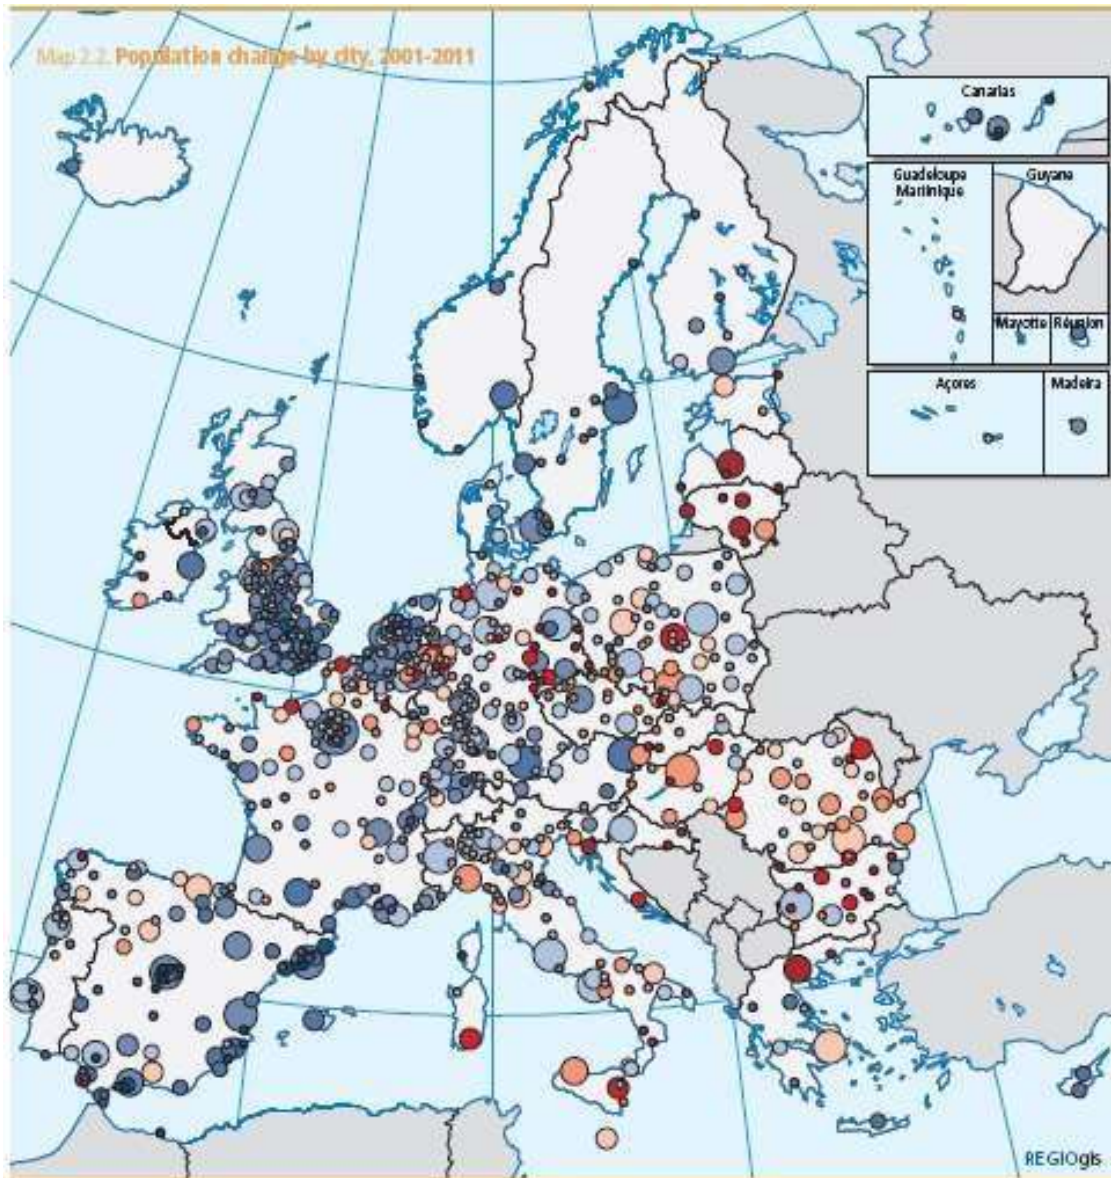 Map 2.2. Population change by city, 2001-2011
Canarias
Guadeloupe
Martinique
Guyane
Mayotte
Réunion
Açores
Madeira
REGIOgis